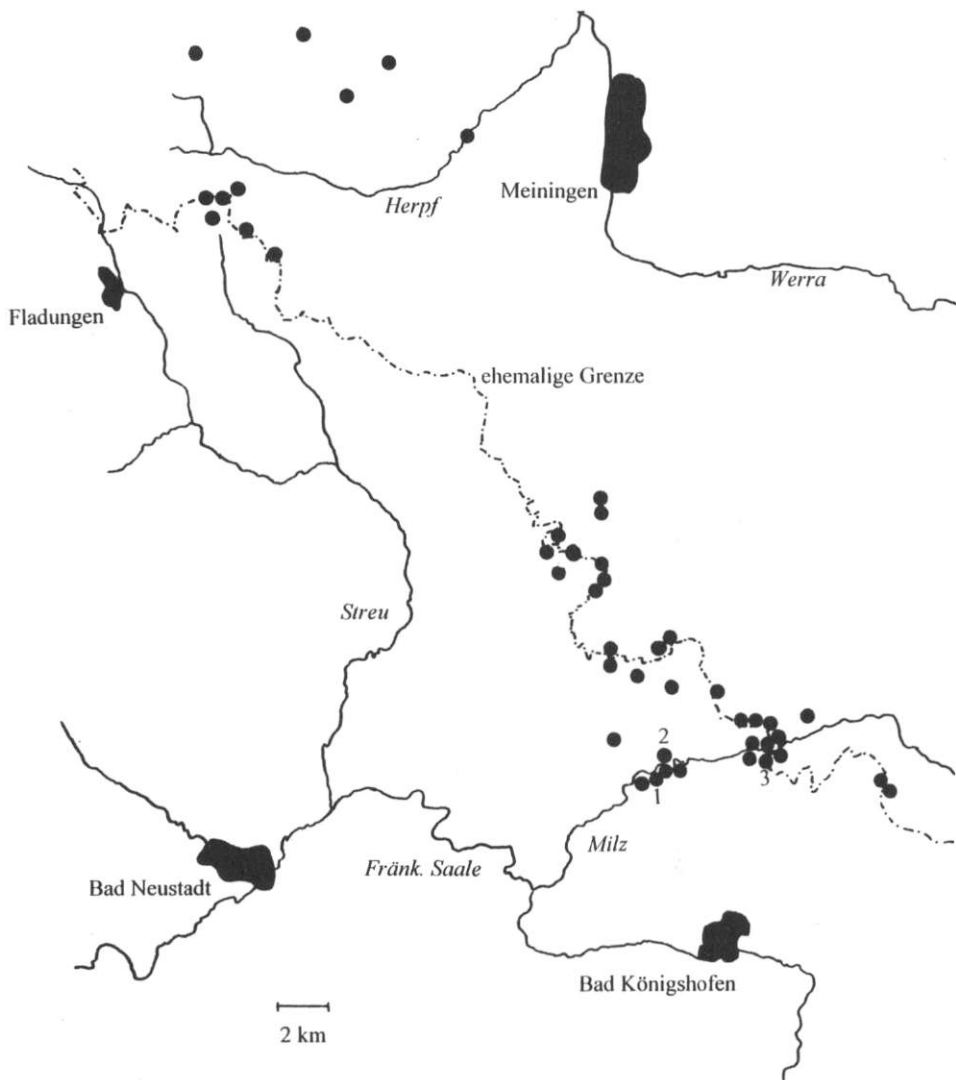 Meiningen
Herpf
Werra
Fladungen
ehemalige Grenze
Streu
2
3
1
Milz
Fränk. Saale
Bad Neustadt
Bad Königshofen
2 km